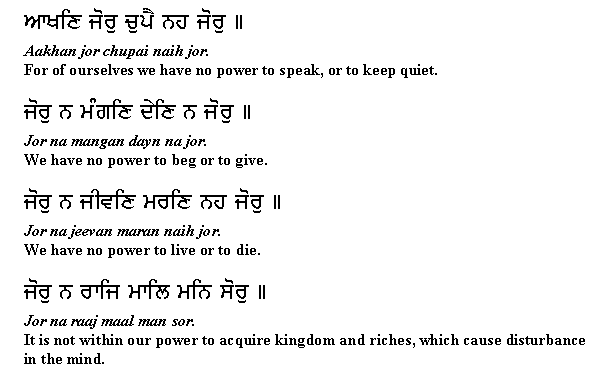 ਆਖਣਿ ਜੋਰੁ ਚੁਪੈ ਨਹ ਜੋਰੁ ॥
Aakhan jor chupai naih jor.
For of ourselves we have no power to speak, or to keep quiet.
ਜੋਰੁ ਨ ਮੰਗਣਿ ਦੇਣਿ ਨ ਜੋਰੁ ॥
Jor na mangan dayn na jor.
We have no power to beg or to give.
ਜੋਰੁ ਨ ਜੀਵਣਿ ਮਰਣਿ ਨਹ ਜੋਰੁ ॥
Jor na jeevan maran naih jor.
We have no power to live or to die.
ਜੋਰੁ ਨ ਰਾਜਿ ਮਾਲਿ ਮਨਿ ਸੋਰੁ ॥
Jor na raaj maal man sor.
It is not within our power to acquire kingdom and riches, which cause disturbance
in the mind.